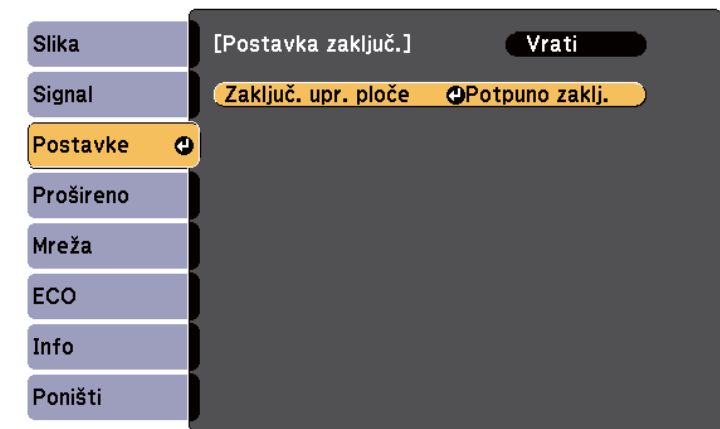 Slika
Signal
Postavke
Prošireno
Mreža
ECO
Info
Poništi
[Postavka zaključ.] Vrati
Zaključ. upr. ploče Potpuno zaklj.